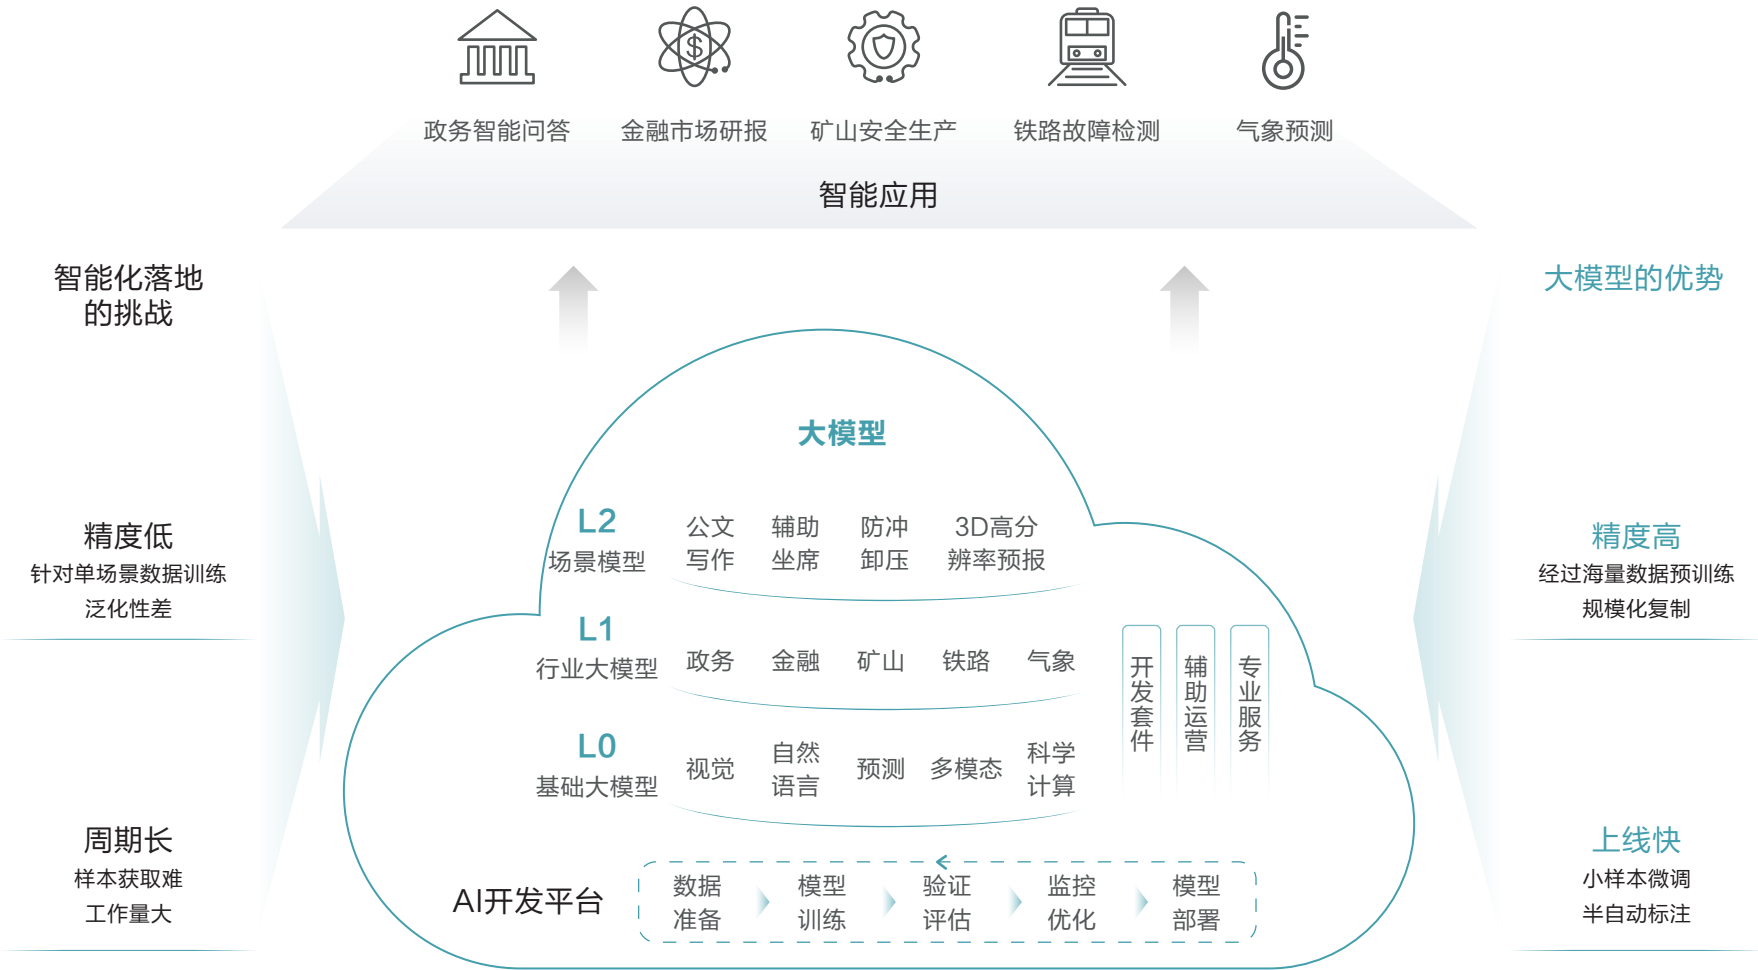 政务智能问答
金融市场研报
矿山安全生产
铁路故障检测
气象预测
智能应用
智能化落地
的挑战
精度低
针对单场景数据训练
泛化性差
周期长
样本获取难
工作量大
大模型
L2
场景模型
公文
写作
辅助
坐席
防冲
卸压
3D高分
辨率预报
L1
行业大模型
政务
金融
矿山
铁路
气象
L0
基础大模型
视觉
自然
语言
预测
多模态
科学
计算
开发套件
辅助运营
专业服务
AI开发平台
数据
准备
模型
训练
验证
评估
监控
优化
模型
部署
大模型的优势
精度高
经过海量数据预训练
规模化复制
上线快
小样本微调
半自动标注